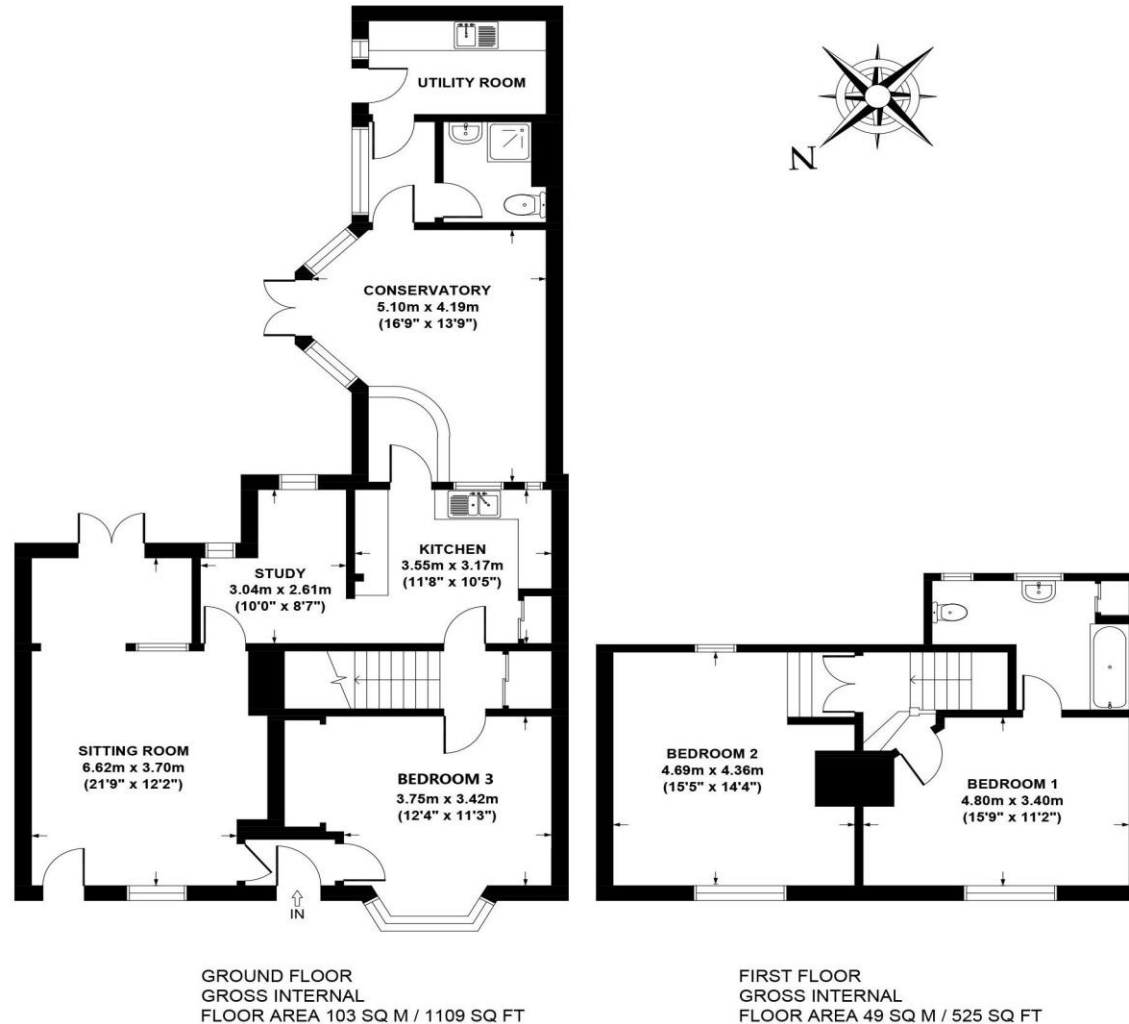 UTILITY ROOM
N
CONSERVATORY
5.10m x 4.19m
(16'9" x 13'9")
KITCHEN
3.55m x 3.17m
(11'8" x 10'5")
STUDY
3.04m x 2.61m
(10'0" x 8'7")
SITTING ROOM
6.62m x 3.70m
(21'9" x 12'2")
BEDROOM 3
3.75m x 3.42m
(12'4" x 11'3")
IN
BEDROOM 2
4.69m x 4.36m
(15'5" x 14'4")
BEDROOM 1
4.80m x 3.40m
(15'9" x 11'2")
GROUND FLOOR
GROSS INTERNAL
FLOOR AREA 103 SQ M / 1109 SQ FT
FIRST FLOOR
GROSS INTERNAL
FLOOR AREA 49 SQ M / 525 SQ FT